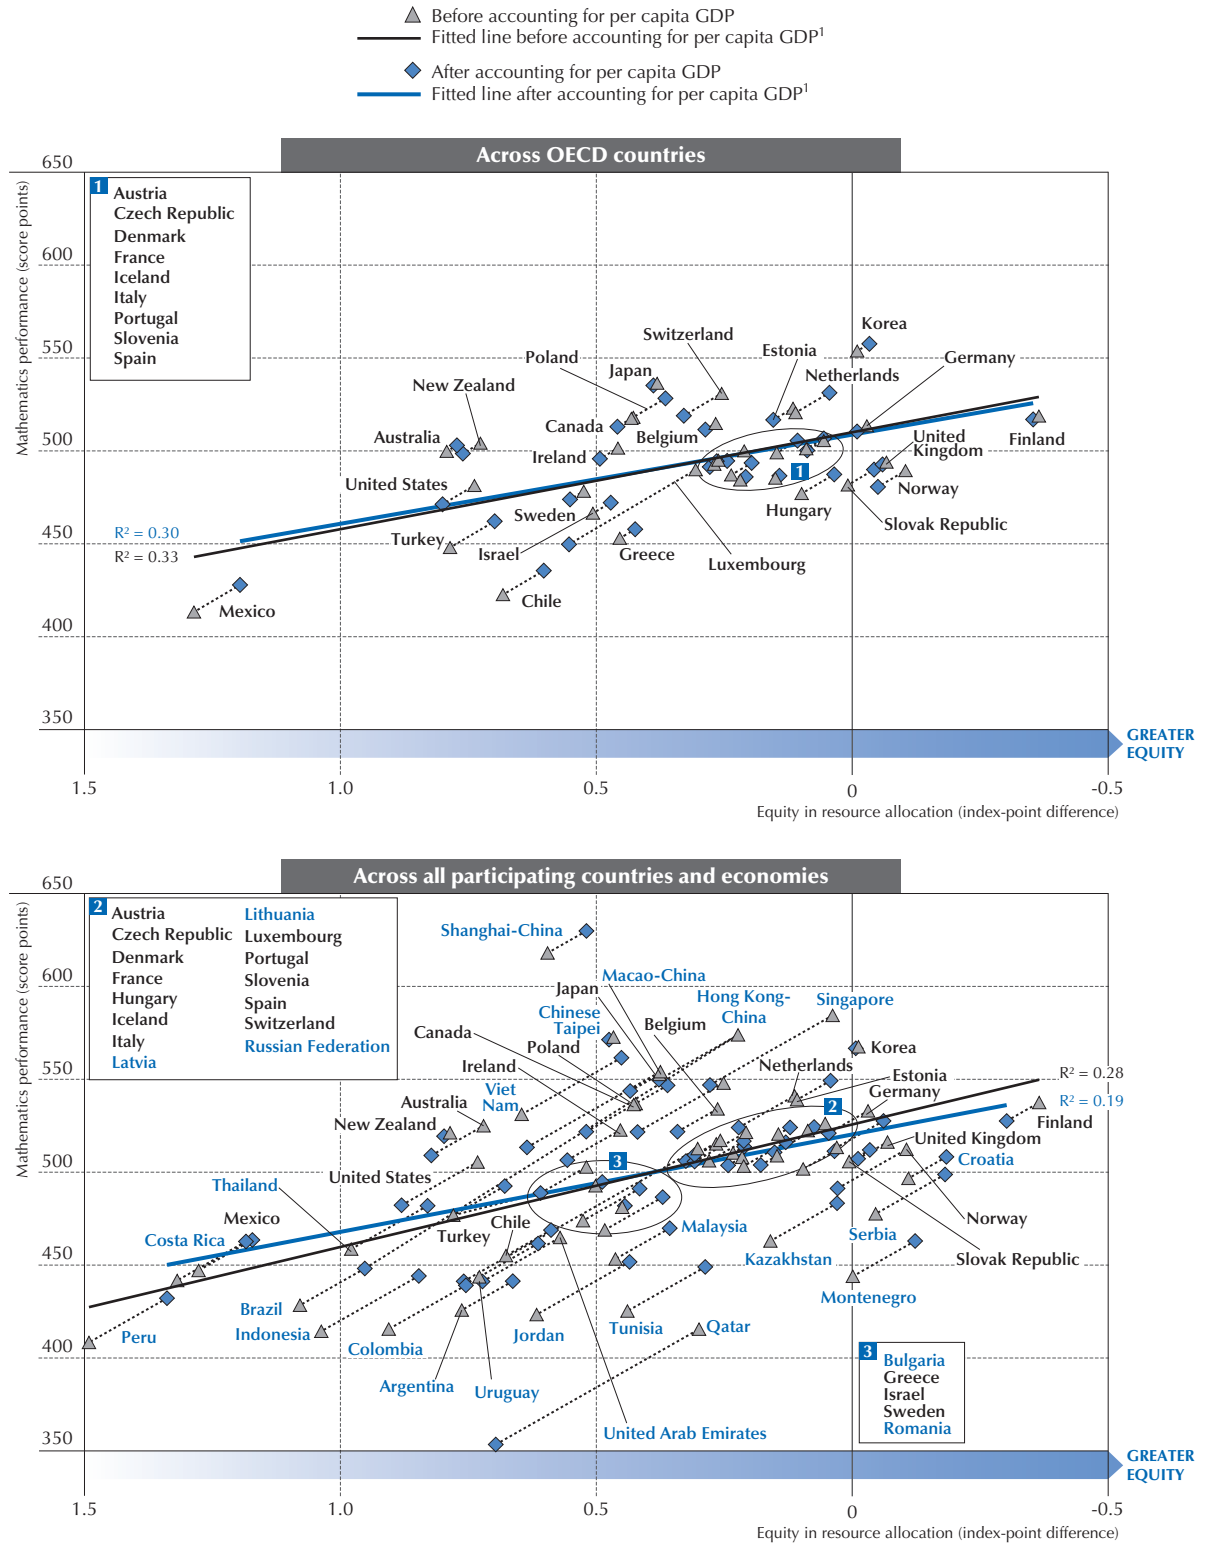 Before accounting for per capita GDP
Fitted line before accounting for per capita GDP¹
After accounting for per capita GDP
Fitted line after accounting for per capita GDP¹
Across OECD countries
Mathematics performance (score points)
650
600
550
500
450
400
350
1
Austria
Czech Republic
Denmark
France
Iceland
Italy
Portugal
Slovenia
Spain
Korea
Switzerland
Estonia
Germany
Poland
Japan
Netherlands
New Zealand
Canada
Australia
Belgium
United
Kingdom
Finland
Ireland
1
United States
Norway
Hungary
Sweden
Slovak Republic
R² = 0.30
Turkey
Israel
Greece
R² = 0.33
Luxembourg
Chile
Mexico
GREATER
EQUITY
1.5
1.0
0.5
0
-0.5
Equity in resource allocation (index-point difference)
Across all participating countries and economies
Mathematics performance (score points)
650
600
550
500
450
400
350
2
Austria
Czech Republic
Denmark
France
Hungary
Iceland
Italy
Latvia
Lithuania
Luxembourg
Portugal
Slovenia
Spain
Switzerland
Russian Federation
Shanghai-China
Macao-China
Japan
Hong Kong-
China
Singapore
Chinese
Taipei
Belgium
Canada
Poland
Korea
Ireland
Netherlands
R² = 0.28
Estonia
Viet
Nam
Germany
R² = 0.19
Australia
2
New Zealand
Finland
United Kingdom
3
Croatia
United States
Thailand
Mexico
Chile
Norway
Costa Rica
Turkey
Malaysia
Serbia
Kazakhstan
Slovak Republic
Montenegro
Brazil
Peru
Indonesia
Jordan
Tunisia
Qatar
Colombia
Argentina
Uruguay
United Arab Emirates
3
Bulgaria
Greece
Israel
Sweden
Romania
GREATER
EQUITY
1.5
1.0
0.5
0
-0.5
Equity in resource allocation (index-point difference)